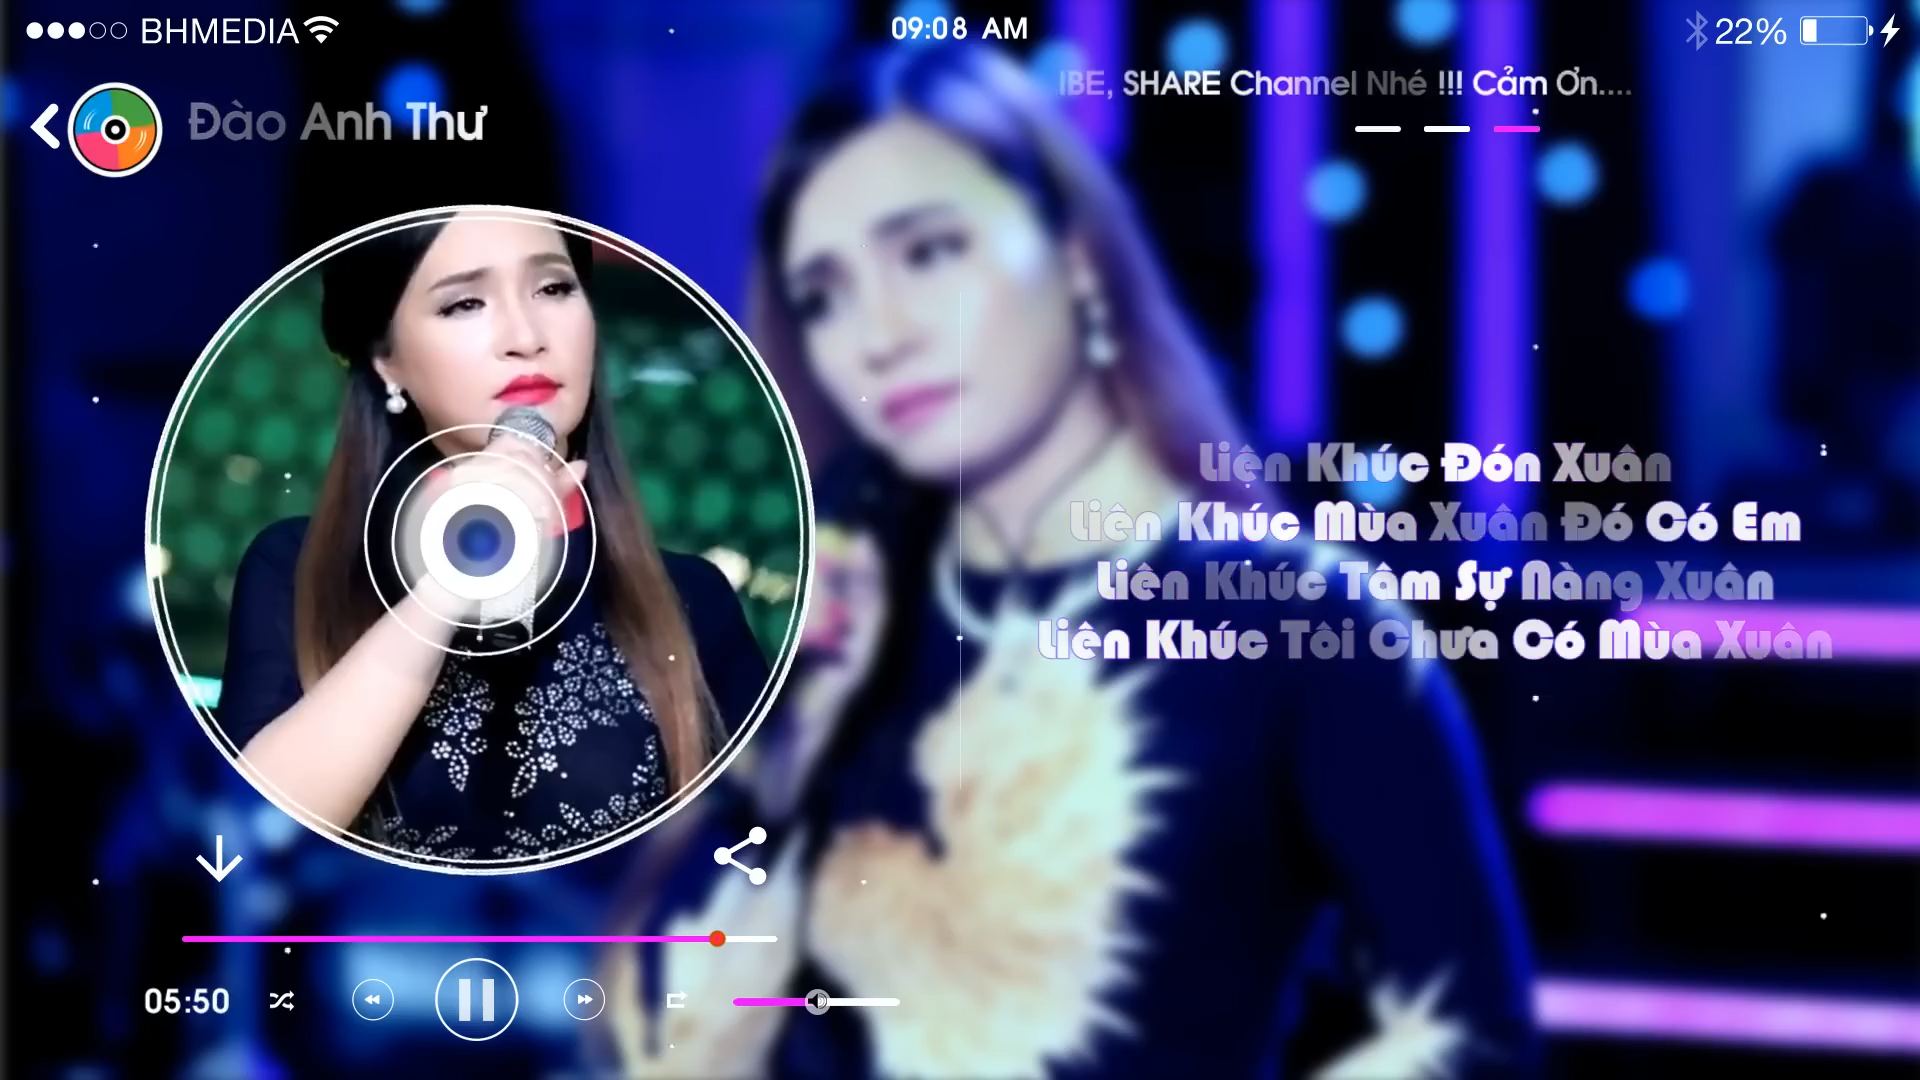 BHMEDIA
09:08 AM
22%
IBE, SHARE Channel Nhé !!! Cảm Ơn....
Đào Anh Thư
Liên Khúc Đón Xuân
Liên Khúc Mùa Xuân Đó Có Em
Liên Khúc Tâm Sự Nàng Xuân
Liên Khúc Tôi Chưa Có Mùa Xuân
05:50